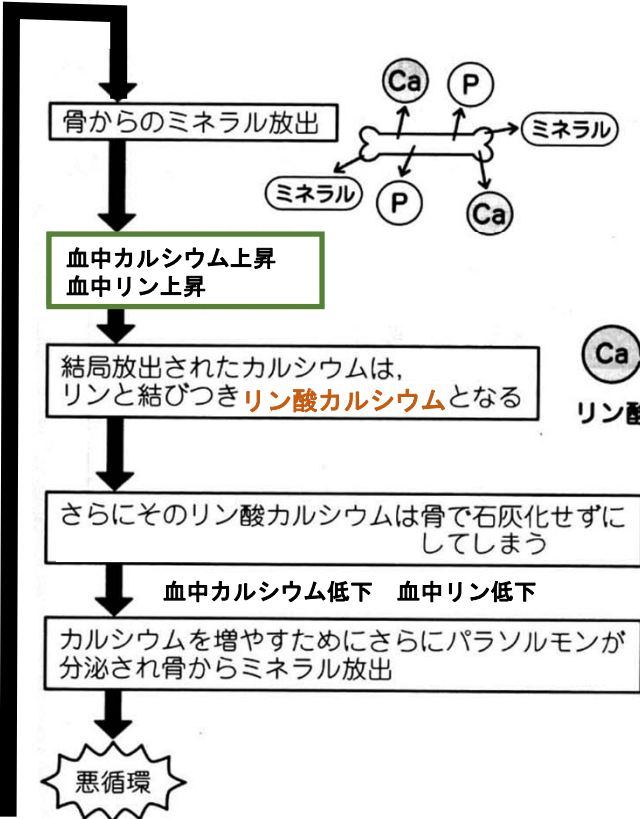 Ca
P
骨からのミネラル放出
ミネラル
ミネラル
P
Ca
血中カルシウム上昇
血中リン上昇
結局放出されたカルシウムは,
リンと結びつきリン酸カルシウムとなる
Ca
リン酸
さらにそのリン酸カルシウムは骨で石灰化せずに
してしまう
血中カルシウム低下 血中リン低下
カルシウムを増やすためにさらにパラソルモンが
分泌され骨からミネラル放出
悪循環